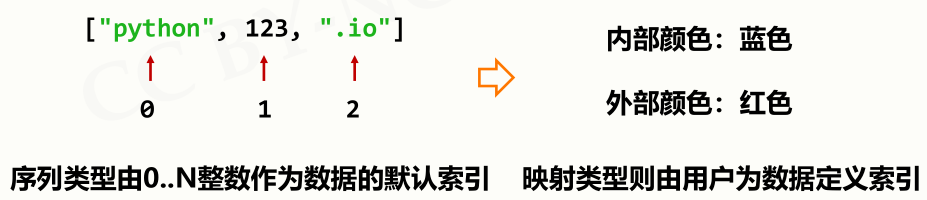 ["python", 123, ".io"]
0 1 2
序列类型由0..N整数作为数据的默认索引
内部颜色：蓝色
外部颜色：红色
映射类型则由用户为数据定义索引